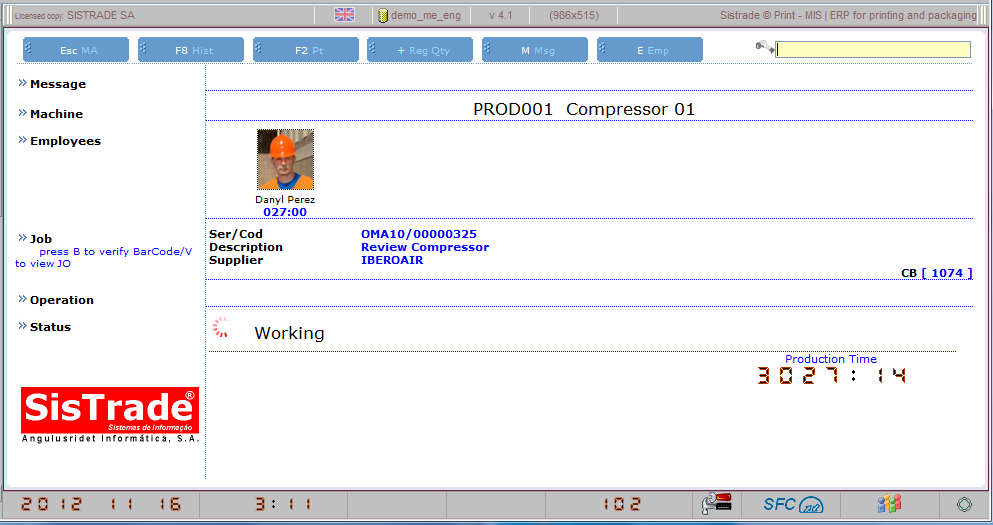 Licensed copy: SISTRADE SA demo_me_eng v 4.1 (986x515) Sistrade © Print - MIS | ERP for printing and packaging
Esc MA F8 Hist F2 Pt + Reg Qty M Msg E Emp
» Message
» Machine
PROD001 Compressor 01
» Employees
Danyl Perez
027:00
» Job
press B to verify BarCode/V
to view JO
Ser/Cod OMA10/00000325
Description Review Compressor
Supplier IBEROAIR
CB [ 1074 ]
» Operation
» Status
Working
Production Time
3027:14
SisTrade®
Sistemas de Informação
Angulusridet Informática, S.A.
2012 11 16 3:11 102 SFC